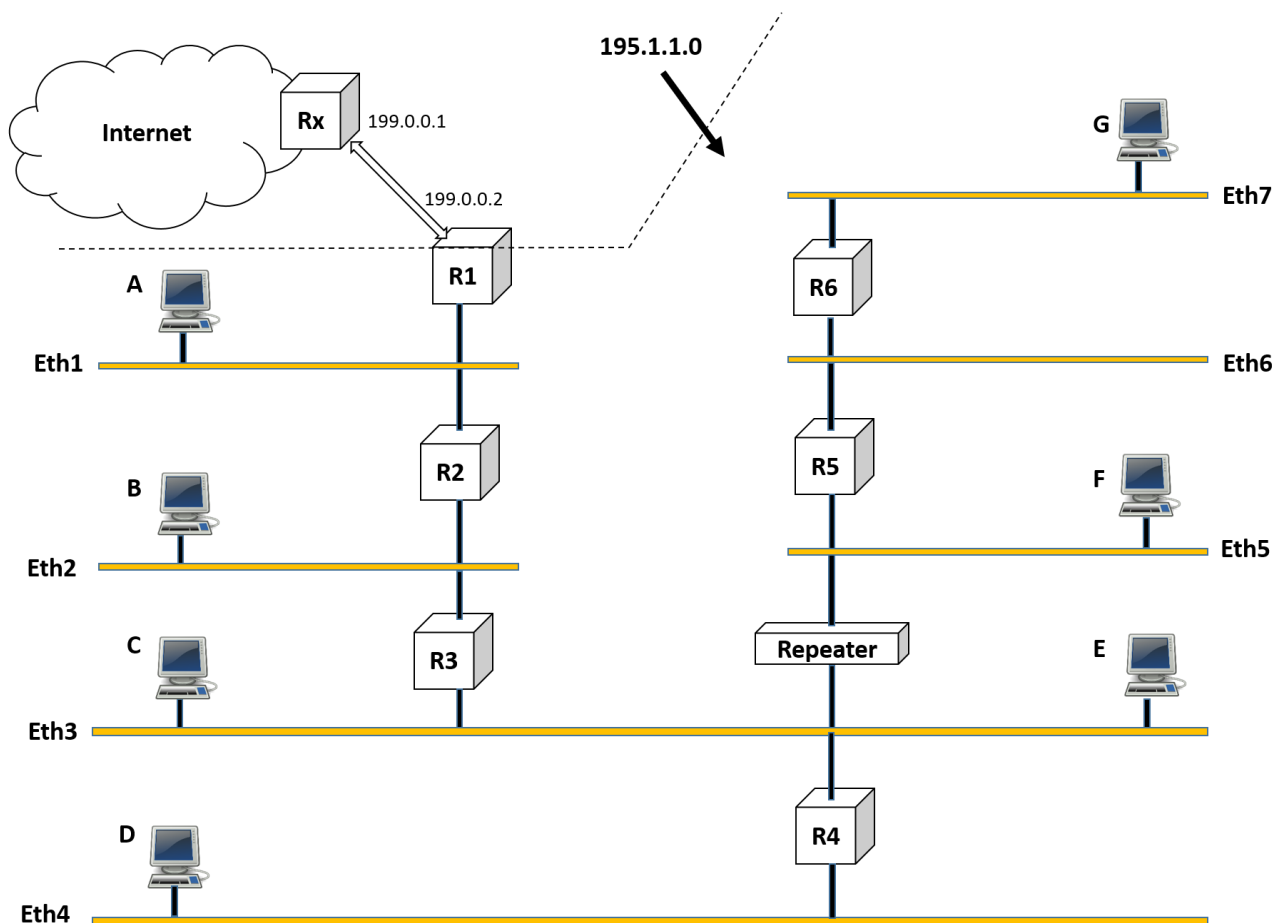 195.1.1.0
Internet
Rx
199.0.0.1
199.0.0.2
R1
A
Eth1
R2
B
Eth2
R3
C
Eth3
D
Eth4
G
Eth7
R6
Eth6
R5
F
Eth5
Repeater
E
R4